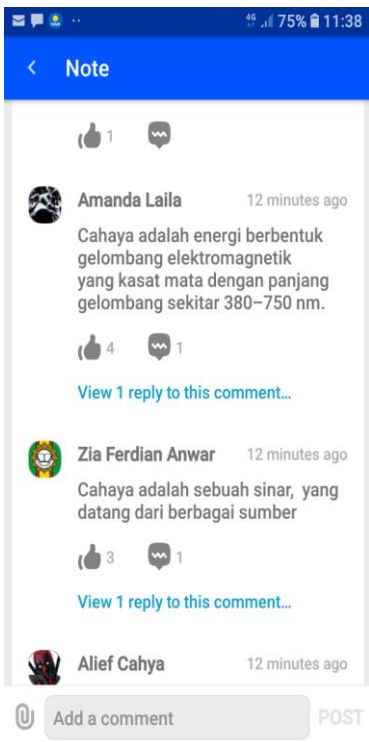 4G 75% 11:38
Note
1
Amanda Laila 12 minutes ago
Cahaya adalah energi berbentuk
gelombang elektromagnetik
yang kasat mata dengan panjang
gelombang sekitar 380–750 nm.
4 1
View 1 reply to this comment...
Zia Ferdian Anwar 12 minutes ago
Cahaya adalah sebuah sinar, yang
datang dari berbagai sumber
3 1
View 1 reply to this comment...
Alief Cahya 12 minutes ago
Add a comment POST